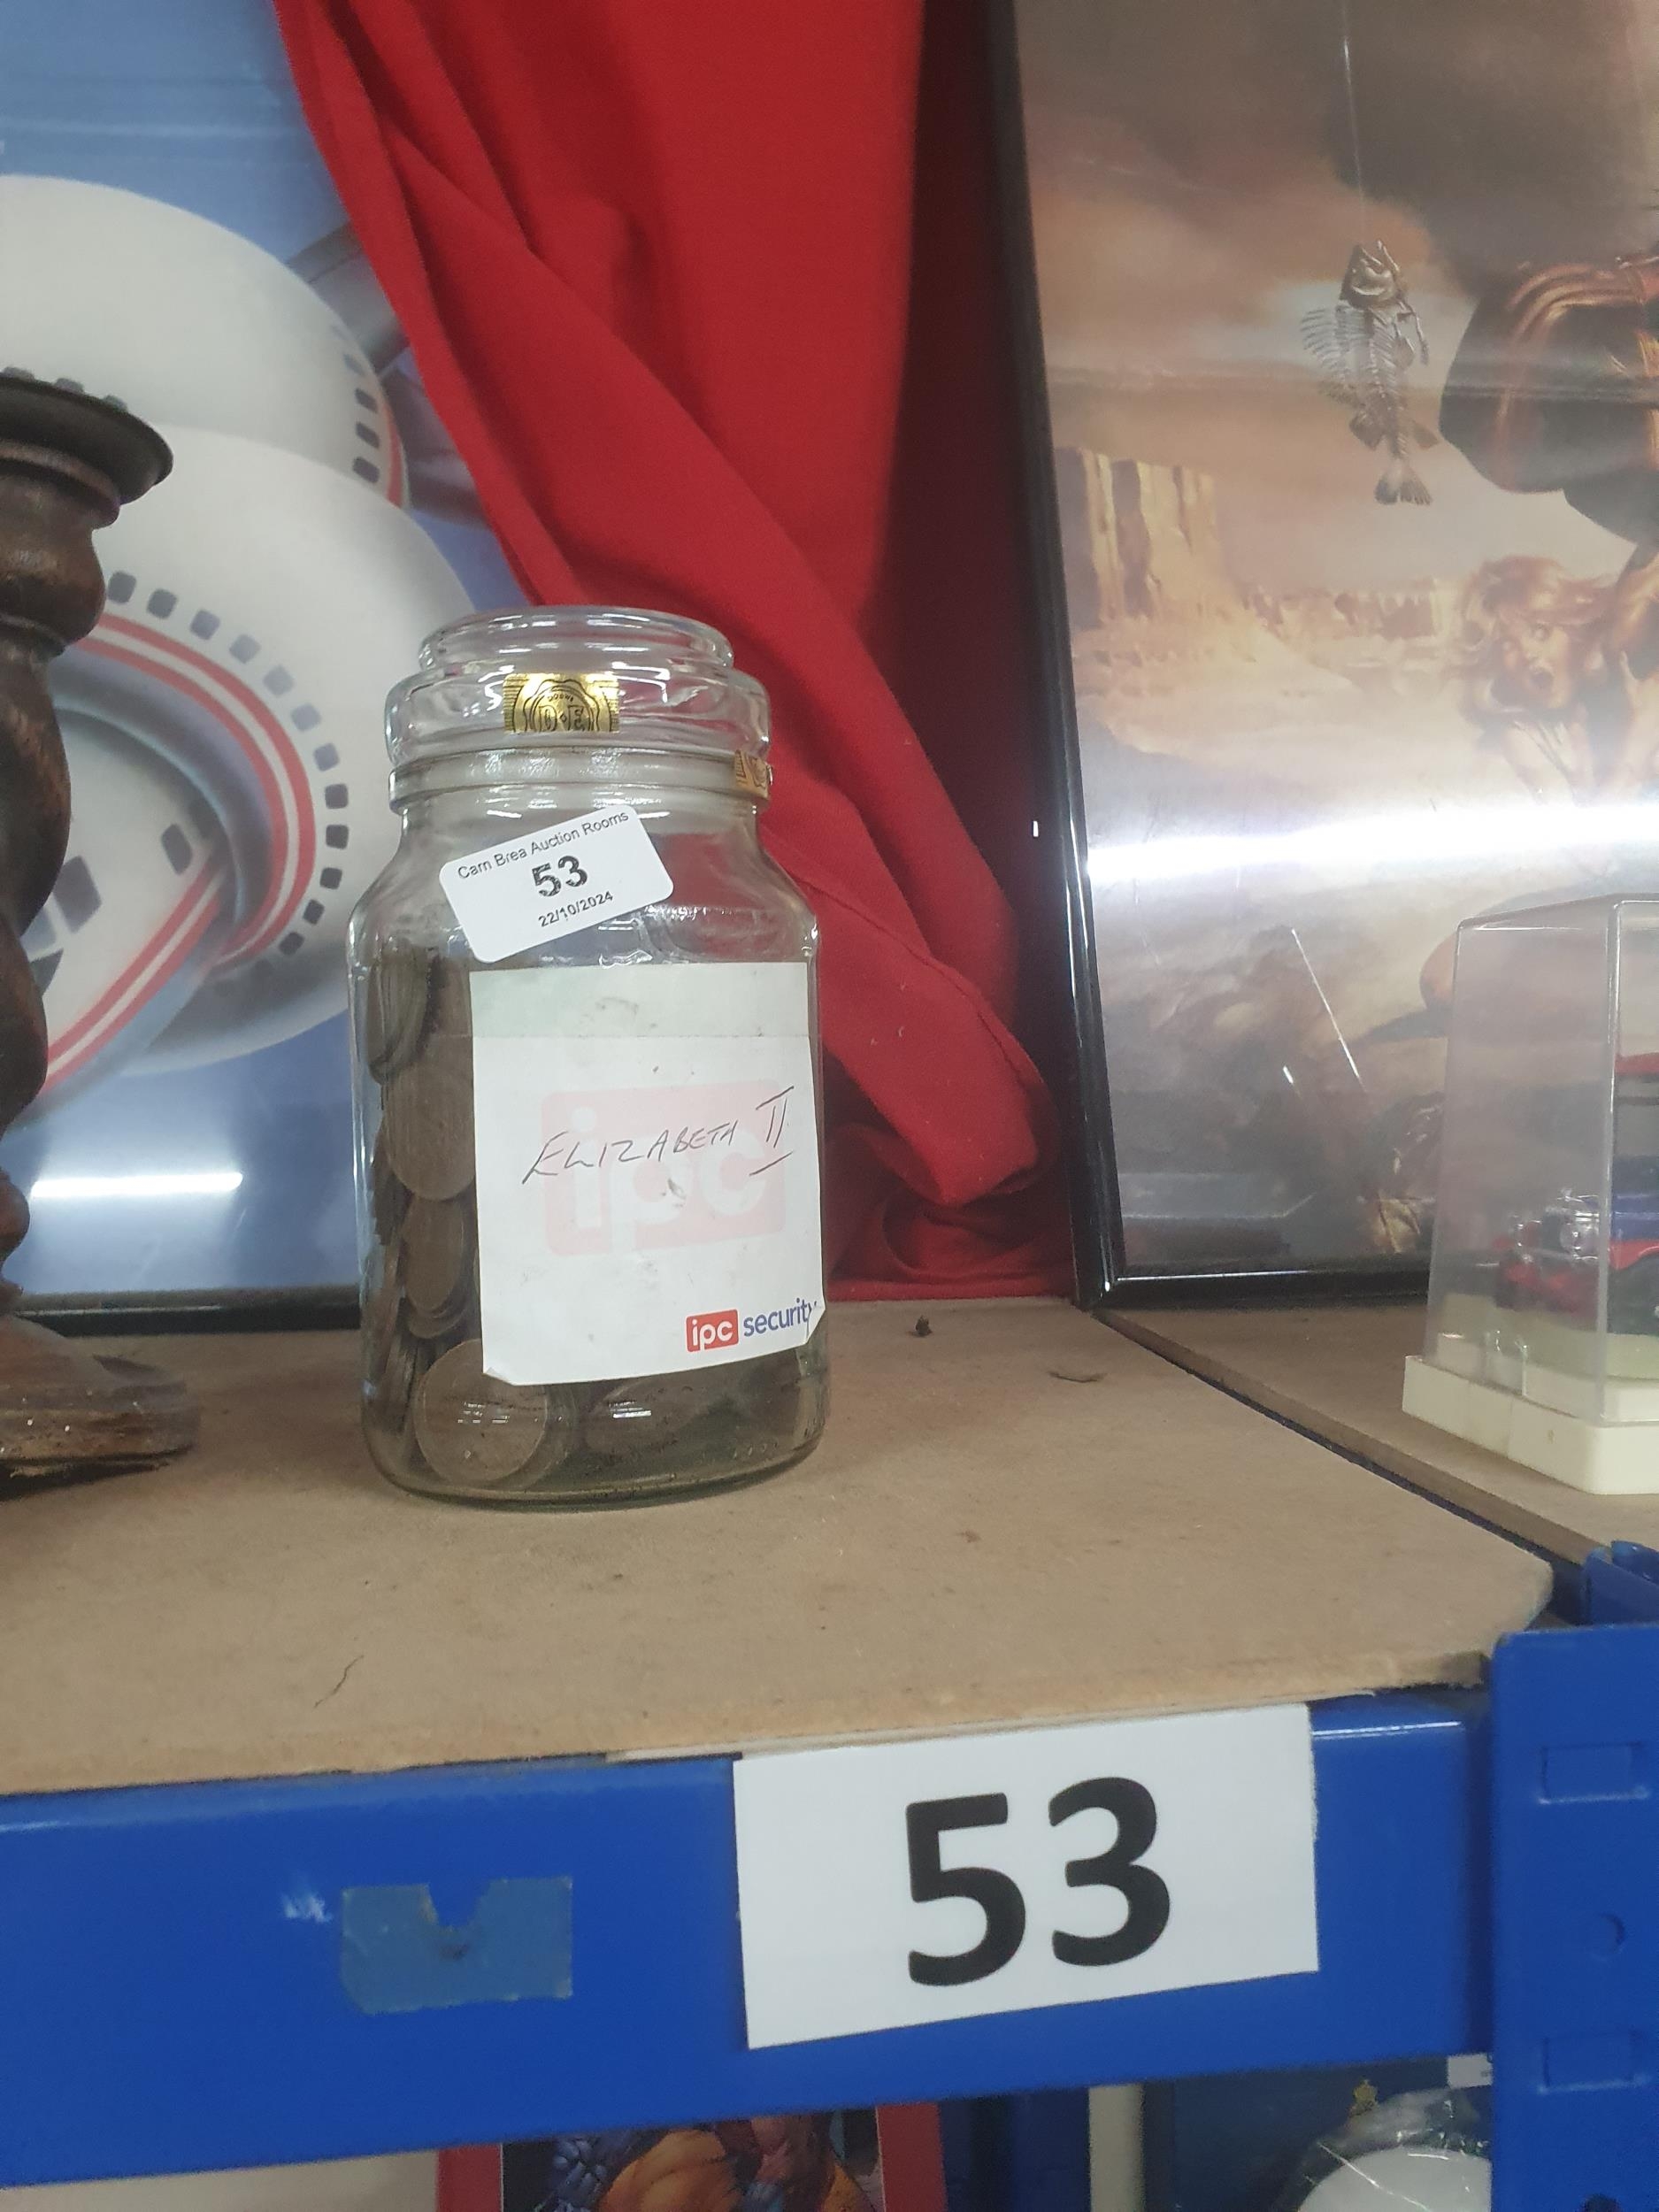 Carn Brea Auction Rooms
53
22/10/2024
ELIZABETH II
ipc
ipc security
53